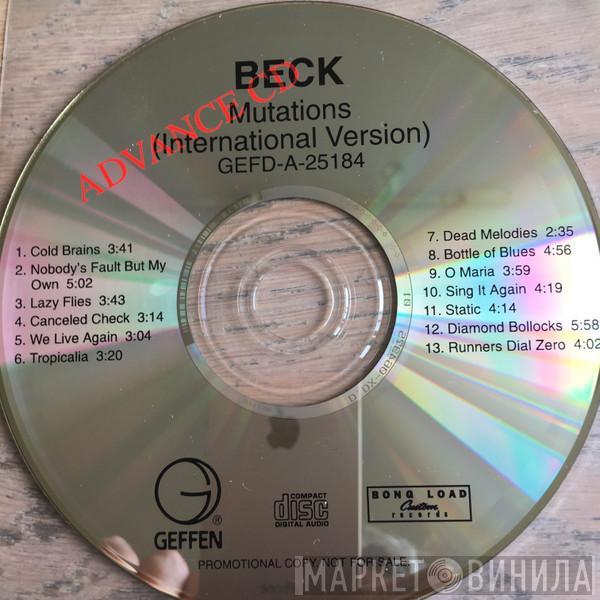 BECK
Mutations
(International Version)
GEFD-A-25184
ADVANCE CD
1. Cold Brains 3:41
2. Nobody's Fault But My
Own 5:02
3. Lazy Flies 3:43
4. Canceled Check 3:14
5. We Live Again 3:04
6. Tropicalia 3:20
7. Dead Melodies 2:35
8. Bottle of Blues 4:56
9. O Maria 3:59
10. Sing It Again 4:19
11. Static 4:14
12. Diamond Bollocks 5:58
13. Runners Dial Zero 4:02
G
®
GEFFEN
COMPACT
disc
DIGITAL AUDIO
BONG LOAD
Custom
records
PROMOTIONAL COPY. NOT FOR SALE.
МАРКЕТ ВИНИЛА